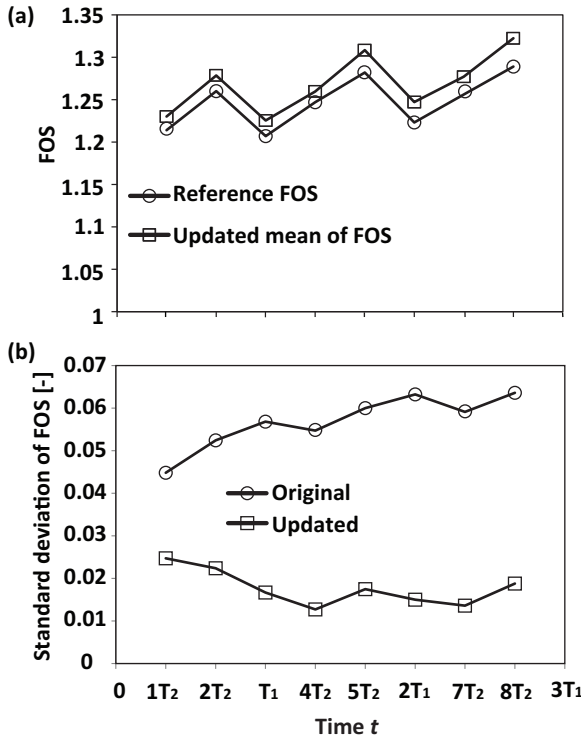 (a)
1.35
1.3
1.25
1.2
1.15
1.1
1.05
1
FOS
Reference FOS
Updated mean of FOS
(b)
0.07
0.06
0.05
0.04
0.03
0.02
0.01
0
Standard deviation of FOS [-]
Original
Updated
0 1T₂ 2T₂ T₁ 4T₂ 5T₂ 2T₁ 7T₂ 8T₂ 3T₁
Time t